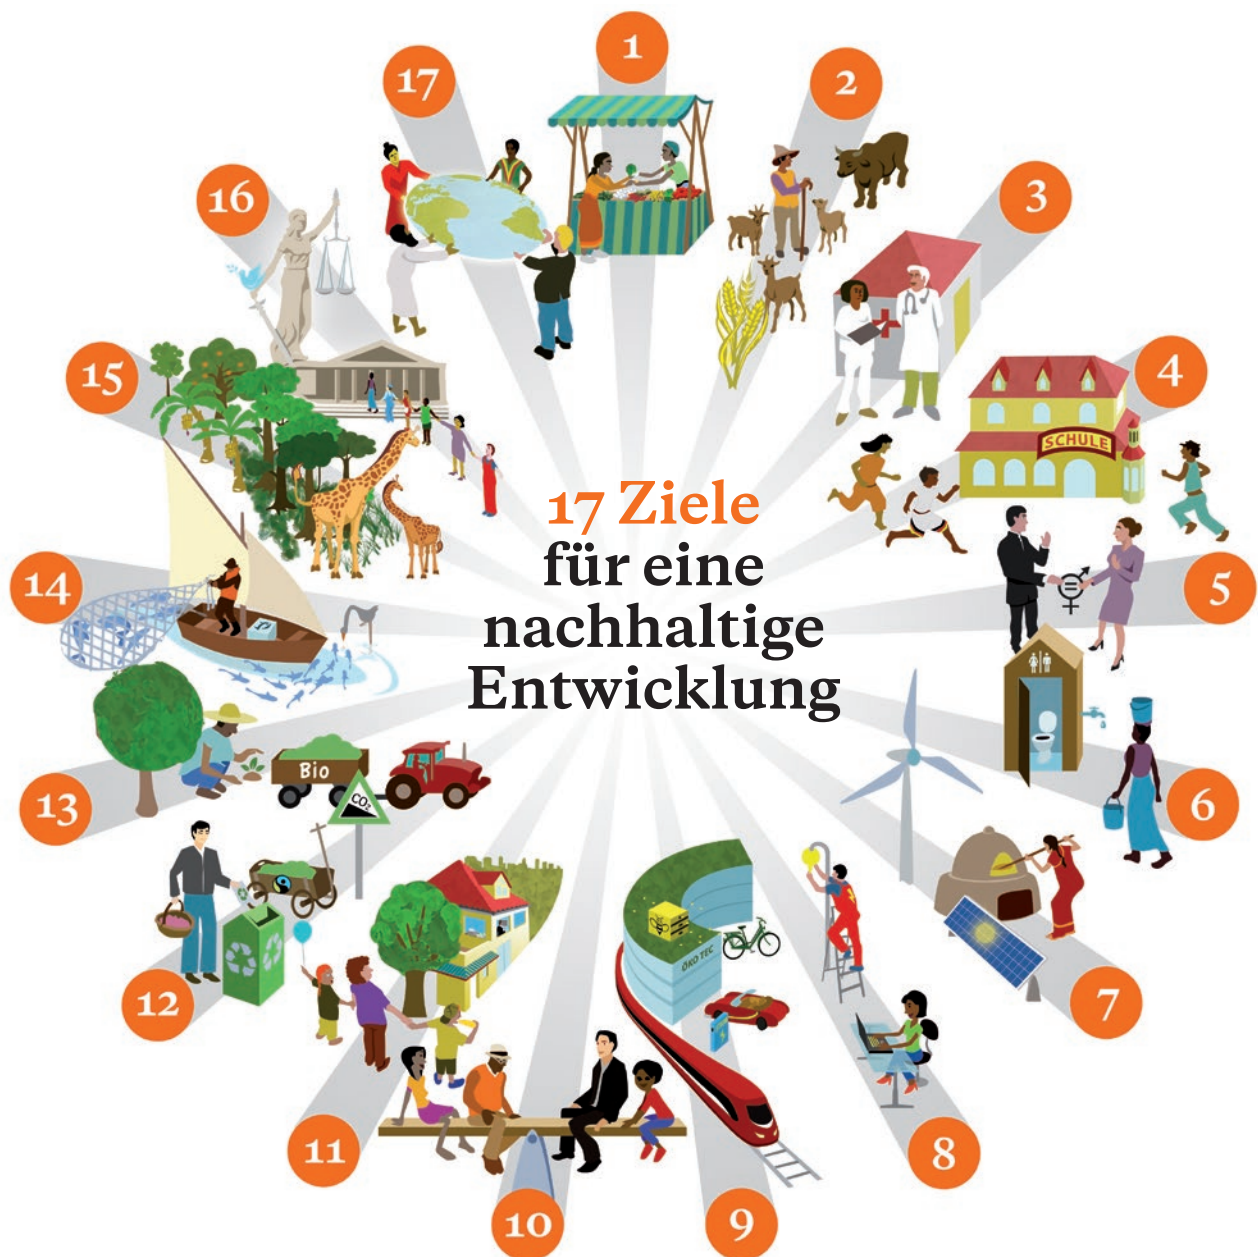 1
2
3
4
SCHULE
5
6
7
8
9
ÖKO TEC
10
11
12
13
Bio
CO₂
14
15
16
17
17 Ziele
für eine
nachhaltige
Entwicklung